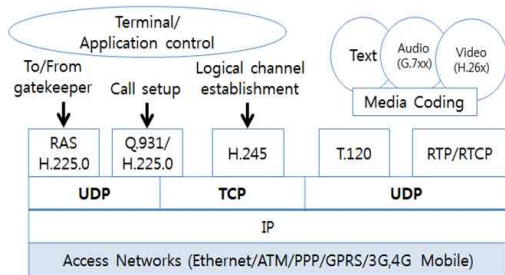 Terminal/
Application control
Text
Audio
(G.7xx)
Video
(H.26x)
Media Coding
To/From
gatekeeper
Call setup
Logical channel
establishment
RAS
H.225.0
Q.931/
H.225.0
H.245
T.120
RTP/RTCP
UDP
TCP
UDP
IP
Access Networks (Ethernet/ATM/PPP/GPRS/3G,4G Mobile)